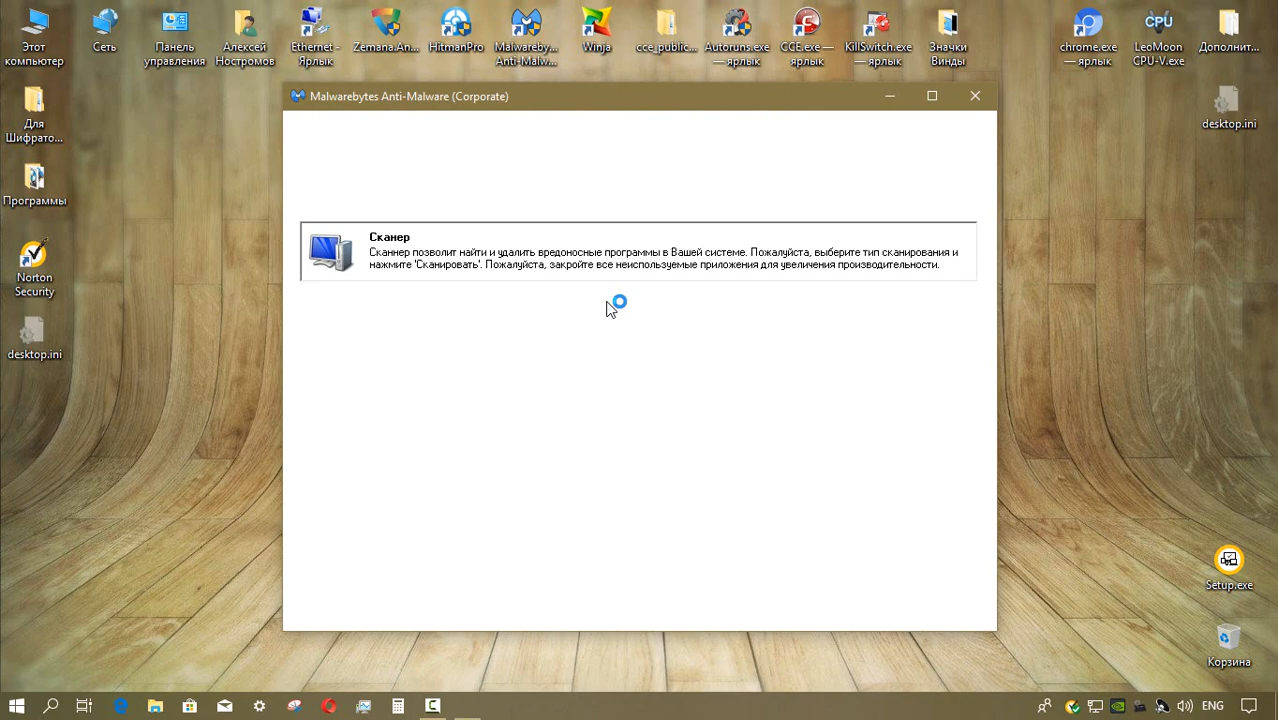 Этот
компьютер
Сеть
Панель
управления
Алексей
Ностромов
Ethernet -
Ярлык
Zemana.An...
HitmanPro
Malwareby...
Anti-Malw...
Winja
cce_public...
Autoruns.exe
— ярлык
CCE.exe —
ярлык
KillSwitch.exe
— ярлык
Значки
Винды
chrome.exe
— ярлык
CPU
LeoMoon
CPU-V.exe
Дополнит...
Для
Шифрато...
desktop.ini
Программы
Norton
Security
desktop.ini
Malwarebytes Anti-Malware (Corporate)
Сканер
Сканнер позволит найти и удалить вредоносные программы в Вашей системе. Пожалуйста, выберите тип сканирования и
нажмите 'Сканировать'. Пожалуйста, закройте все неиспользуемые приложения для увеличения производительности.
Setup.exe
Корзина
ENG